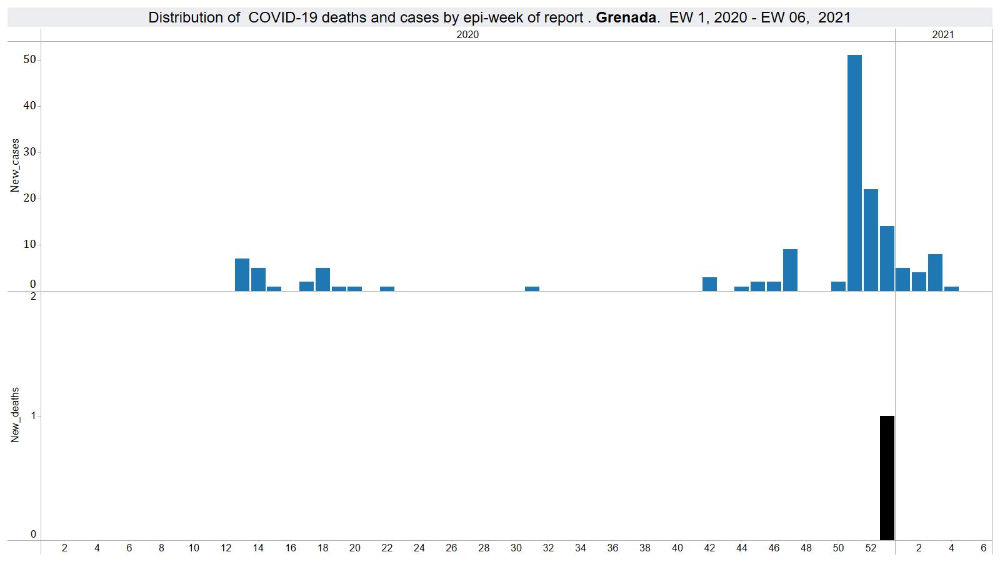 Distribution of  COVID-19 deaths and cases by epi-week of report . Grenada.  EW 1, 2020 - EW 06,  2021
2020 2021
50
40
30
20
10
0
New_cases
2
1
0
New_deaths
2 4 6 8 10 12 14 16 18 20 22 24 26 28 30 32 34 36 38 40 42 44 46 48 50 52 2 4 6